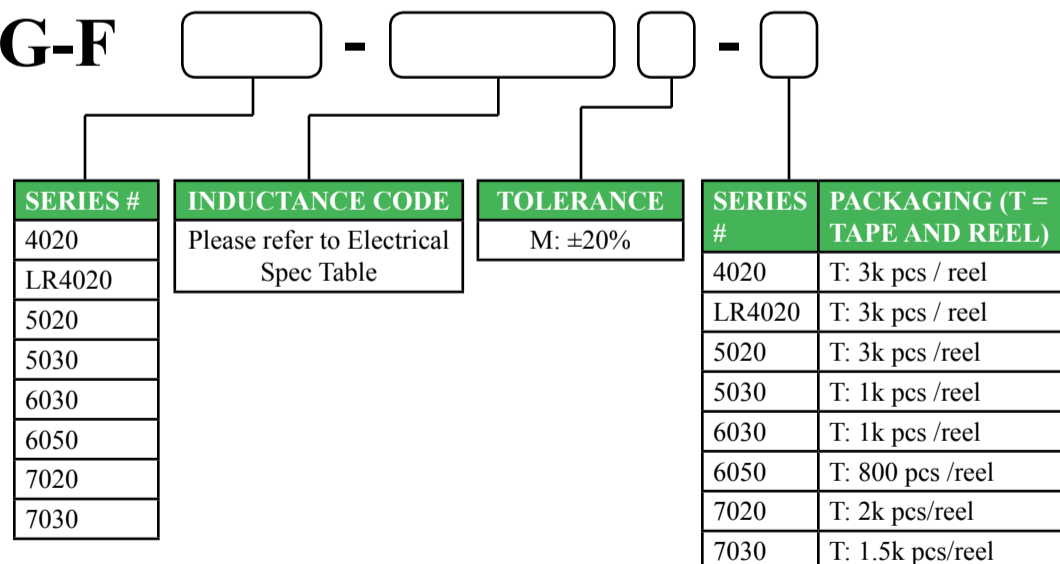 G-F - -
SERIES #
4020
LR4020
5020
5030
6030
6050
7020
7030
INDUCTANCE CODE
Please refer to Electrical
Spec Table
TOLERANCE
M: ±20%
SERIES # PACKAGING (T = TAPE AND REEL)
4020 T: 3k pcs / reel
LR4020 T: 3k pcs / reel
5020 T: 3k pcs /reel
5030 T: 1k pcs /reel
6030 T: 1k pcs /reel
6050 T: 800 pcs /reel
7020 T: 2k pcs/reel
7030 T: 1.5k pcs/reel